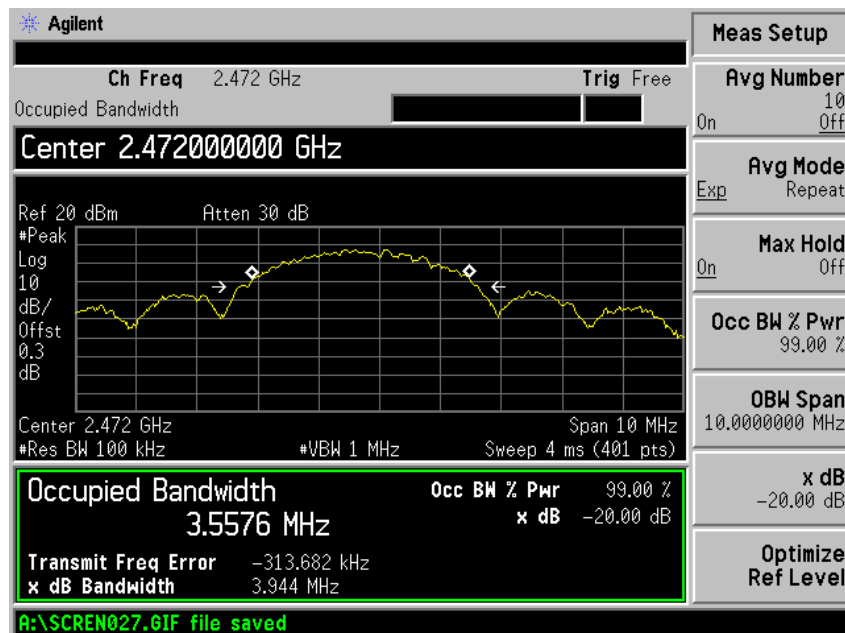 Agilent
Ch Freq 2.472 GHz Trig Free
Occupied Bandwidth
Center 2.472000000 GHz
Ref 20 dBm Atten 30 dB
#Peak
Log
10
dB/
Offst
0.3
dB
Center 2.472 GHz Span 10 MHz
#Res BW 100 kHz #VBW 1 MHz Sweep 4 ms (401 pts)
Occupied Bandwidth Occ BW % Pwr 99.00 %
3.5576 MHz x dB -20.00 dB
Transmit Freq Error -313.682 kHz
x dB Bandwidth 3.944 MHz
A:\SCREN027.GIF file saved
Meas Setup
Avg Number
10
On Off
Avg Mode
Exp Repeat
Max Hold
On Off
Occ BW % Pwr
99.00 %
OBW Span
10.0000000 MHz
x dB
-20.00 dB
Optimize
Ref Level